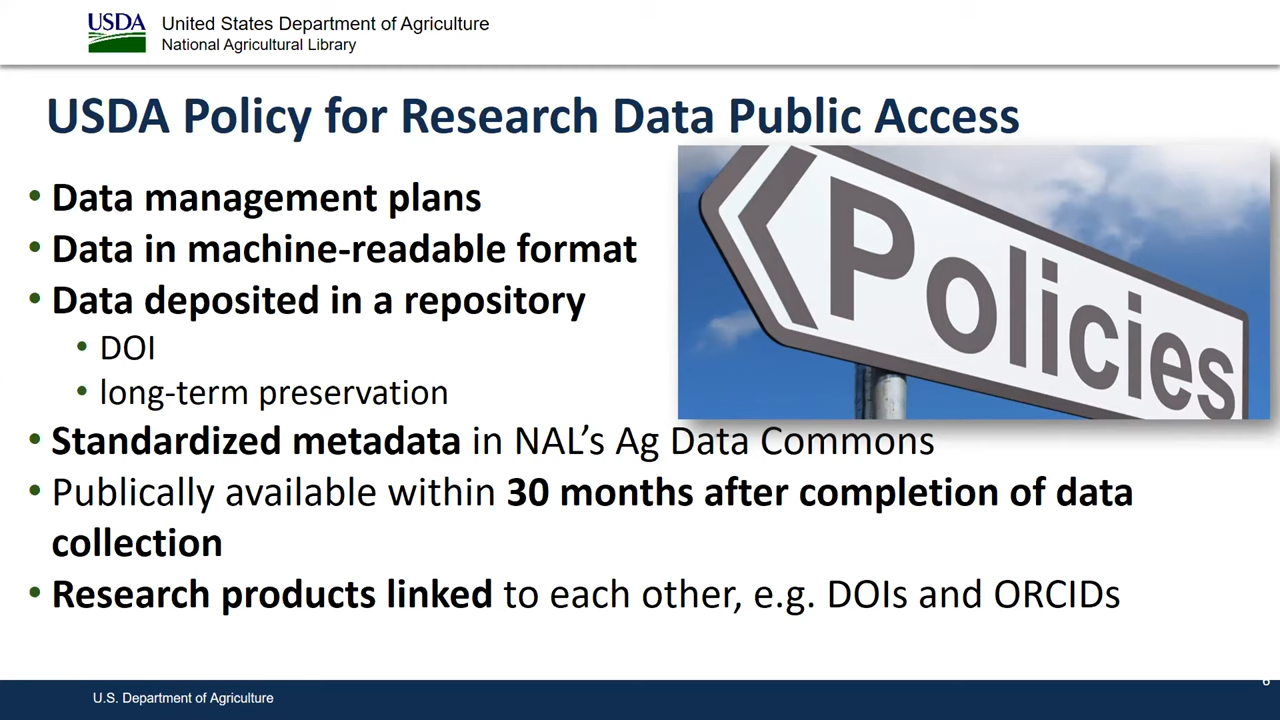 USDA
United States Department of Agriculture
National Agricultural Library
USDA Policy for Research Data Public Access
• Data management plans
• Data in machine-readable format
• Data deposited in a repository
• DOI
• long-term preservation
Policies
• Standardized metadata in NAL’s Ag Data Commons
• Publically available within 30 months after completion of data
collection
• Research products linked to each other, e.g. DOIs and ORCIDs
U.S. Department of Agriculture
6